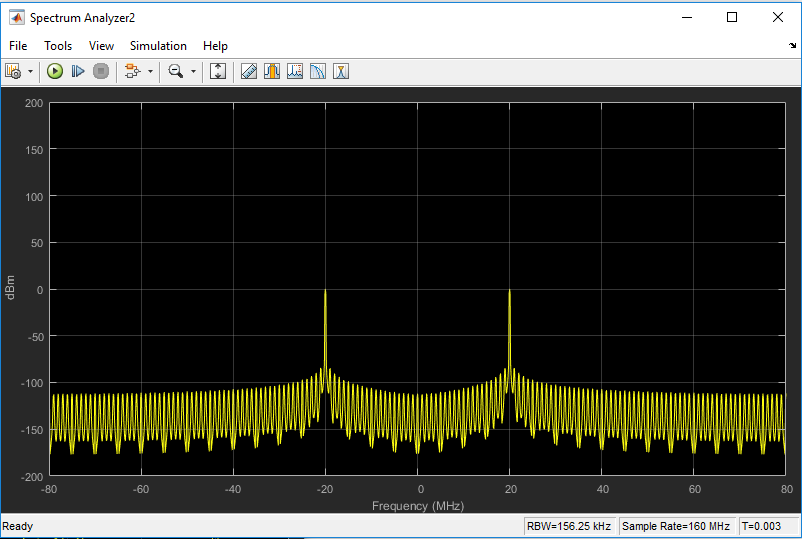 Spectrum Analyzer2
File Tools View Simulation Help
200
150
100
50
0
-50
-100
-150
-200
dBm
-80 -60 -40 -20 0 20 40 60 80
Frequency (MHz)
Ready RBW=156.25 kHz Sample Rate=160 MHz T=0.003